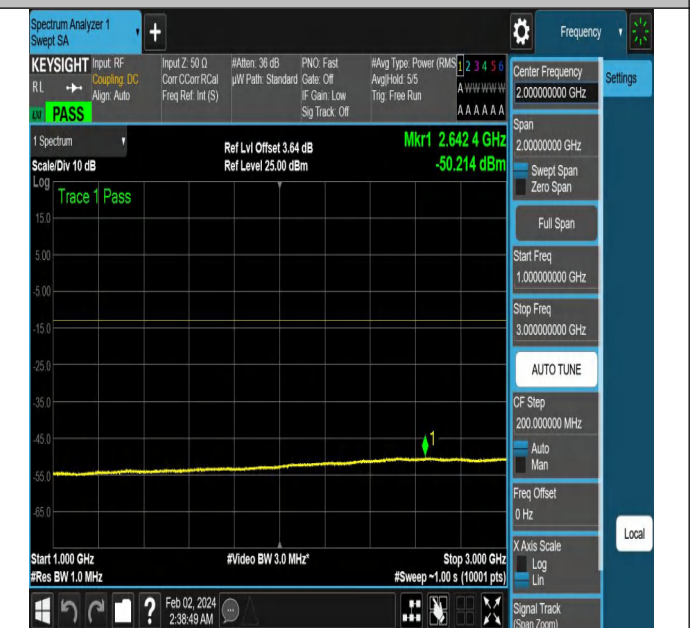 Spectrum Analyzer 1
Swept SA
+
Frequency
KEYSIGHT
RL
Input: RF
Coupling: DC
Align: Auto
Input Z: 50 Ω
Corr CCorr RCal
Freq Ref: Int (S)
#Atten: 36 dB
µW Path: Standard
PNO: Fast
Gate: Off
IF Gain: Low
Sig Track: Off
#Avg Type: Power (RMS
Avg|Hold: 5/5
Trig: Free Run
1 2 3 4 5 6
A W W W W W
A A A A A A
LXI
PASS
1 Spectrum
Scale/Div 10 dB
Log
Ref Lvl Offset 3.64 dB
Ref Level 25.00 dBm
Mkr1 2.642 4 GHz
-50.214 dBm
Trace 1 Pass
15.0
5.00
-5.00
-15.0
-25.0
-35.0
-45.0
-55.0
-65.0
1
Start 1.000 GHz
#Res BW 1.0 MHz
#Video BW 3.0 MHz*
Stop 3.000 GHz
#Sweep ~1.00 s (10001 pts)
?
Feb 02, 2024
2:38:49 AM
Center Frequency
2.000000000 GHz
Settings
Span
2.00000000 GHz
Swept Span
Zero Span
Full Span
Start Freq
1.000000000 GHz
Stop Freq
3.000000000 GHz
AUTO TUNE
CF Step
200.000000 MHz
Auto
Man
Freq Offset
0 Hz
X Axis Scale
Log
Lin
Local
Signal Track
(Span Zoom)